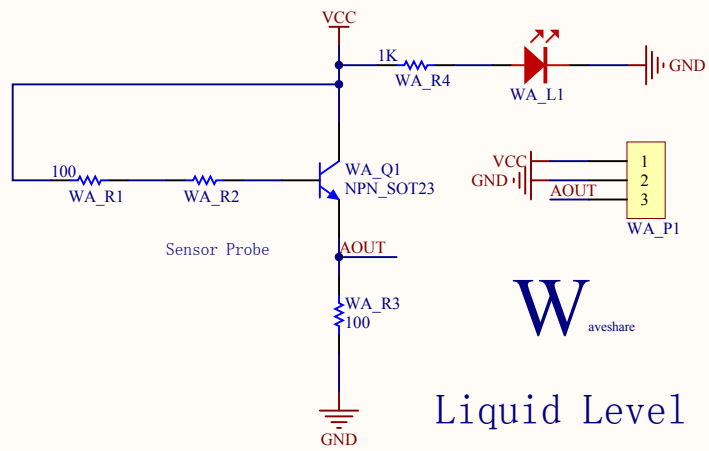 VCC
1K
WA_R4
WA_L1
GND
100
WA_R1
WA_R2
WA_Q1
NPN_SOT23
VCC
1
GND
2
AOUT
3
WA_P1
Sensor Probe
AOUT
WA_R3
100
Waveshare
GND
Liquid Level